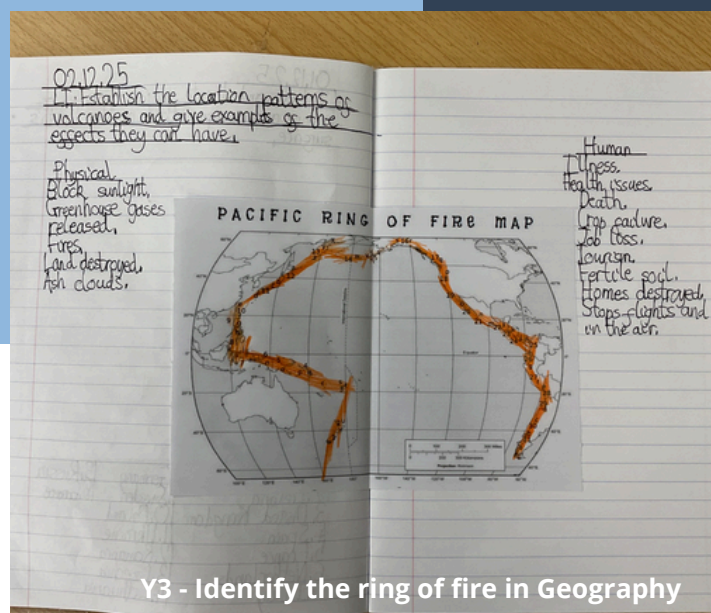 02.12.25
LI: Establish the location patterns of
volcanoes and give examples of the
effects they can have.
Physical
Block sunlight.
Greenhouse gases
released.
Fires.
Land destroyed.
Ash clouds.
PACIFIC RING OF FIRE MAP
Equator
Human
Illness.
Health issues.
Death.
Crop failure.
Job loss.
Tourism.
Fertile soil.
Homes destroyed.
Stops flights and
in the air.
Y3 - Identify the ring of fire in Geography